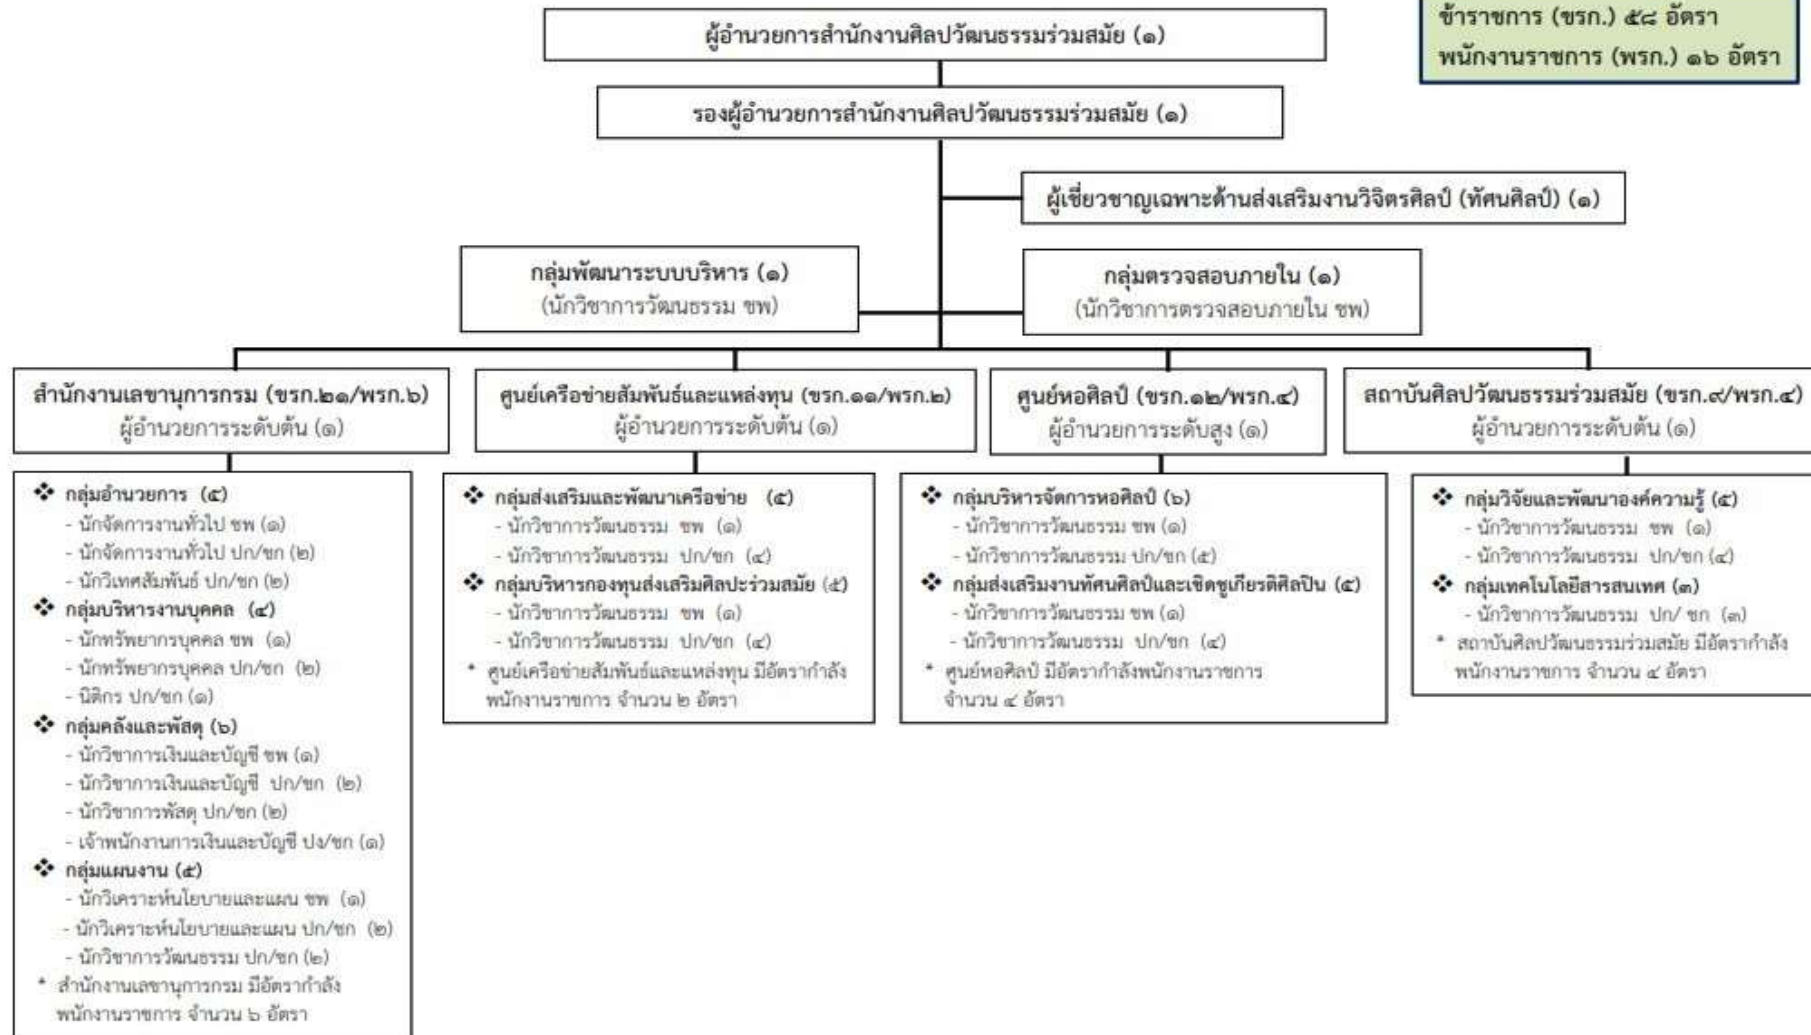 ข้าราชการ (ขรก.) ๕๘ อัตรา
พนักงานราชการ (พรก.) ๑๖ อัตรา
ผู้อำนวยการสำนักงานศิลปวัฒนธรรมร่วมสมัย (๑)
รองผู้อำนวยการสำนักงานศิลปวัฒนธรรมร่วมสมัย (๑)
ผู้เชี่ยวชาญเฉพาะด้านส่งเสริมงานวิจิตรศิลป์ (ทัศนศิลป์) (๑)
กลุ่มพัฒนาระบบบริหาร (๑)
(นักวิชาการวัฒนธรรม ชพ)
กลุ่มตรวจสอบภายใน (๑)
(นักวิชาการตรวจสอบภายใน ชพ)
สำนักงานเลขานุการกรม (ขรก.๒๑/พรก.๖)
ผู้อำนวยการระดับต้น (๑)
❖ กลุ่มอำนวยการ (๕)
- นักจัดการงานทั่วไป ชพ (๑)
- นักจัดการงานทั่วไป ปก/ชก (๒)
- นักวิเทศสัมพันธ์ ปก/ชก (๒)
❖ กลุ่มบริหารงานบุคคล (๔)
- นักทรัพยากรบุคคล ชพ (๑)
- นักทรัพยากรบุคคล ปก/ชก (๒)
- นิติกร ปก/ชก (๑)
❖ กลุ่มคลังและพัสดุ (๖)
- นักวิชาการเงินและบัญชี ชพ (๑)
- นักวิชาการเงินและบัญชี ปก/ชก (๒)
- นักวิชาการพัสดุ ปก/ชก (๒)
- เจ้าพนักงานการเงินและบัญชี ปง/ชก (๑)
❖ กลุ่มแผนงาน (๕)
- นักวิเคราะห์นโยบายและแผน ชพ (๑)
- นักวิเคราะห์นโยบายและแผน ปก/ชก (๒)
- นักวิชาการวัฒนธรรม ปก/ชก (๒)
* สำนักงานเลขานุการกรม มีอัตรากำลัง
พนักงานราชการ จำนวน ๖ อัตรา
ศูนย์เครือข่ายสัมพันธ์และแหล่งทุน (ขรก.๑๑/พรก.๒)
ผู้อำนวยการระดับต้น (๑)
❖ กลุ่มส่งเสริมและพัฒนาเครือข่าย (๕)
- นักวิชาการวัฒนธรรม ชพ (๑)
- นักวิชาการวัฒนธรรม ปก/ชก (๔)
❖ กลุ่มบริหารกองทุนส่งเสริมศิลปะร่วมสมัย (๕)
- นักวิชาการวัฒนธรรม ชพ (๑)
- นักวิชาการวัฒนธรรม ปก/ชก (๔)
* ศูนย์เครือข่ายสัมพันธ์และแหล่งทุน มีอัตรากำลัง
พนักงานราชการ จำนวน ๒ อัตรา
ศูนย์หอศิลป์ (ขรก.๑๒/พรก.๔)
ผู้อำนวยการระดับสูง (๑)
❖ กลุ่มบริหารจัดการหอศิลป์ (๖)
- นักวิชาการวัฒนธรรม ชพ (๑)
- นักวิชาการวัฒนธรรม ปก/ชก (๕)
❖ กลุ่มส่งเสริมงานทัศนศิลป์และเชิดชูเกียรติศิลปิน (๕)
- นักวิชาการวัฒนธรรม ชพ (๑)
- นักวิชาการวัฒนธรรม ปก/ชก (๔)
* ศูนย์หอศิลป์ มีอัตรากำลังพนักงานราชการ
จำนวน ๔ อัตรา
สถาบันศิลปวัฒนธรรมร่วมสมัย (ขรก.๙/พรก.๔)
ผู้อำนวยการระดับต้น (๑)
❖ กลุ่มวิจัยและพัฒนาองค์ความรู้ (๕)
- นักวิชาการวัฒนธรรม ชพ (๑)
- นักวิชาการวัฒนธรรม ปก/ชก (๔)
❖ กลุ่มเทคโนโลยีสารสนเทศ (๓)
- นักวิชาการวัฒนธรรม ปก/ ชก (๓)
* สถาบันศิลปวัฒนธรรมร่วมสมัย มีอัตรากำลัง
พนักงานราชการ จำนวน ๔ อัตรา